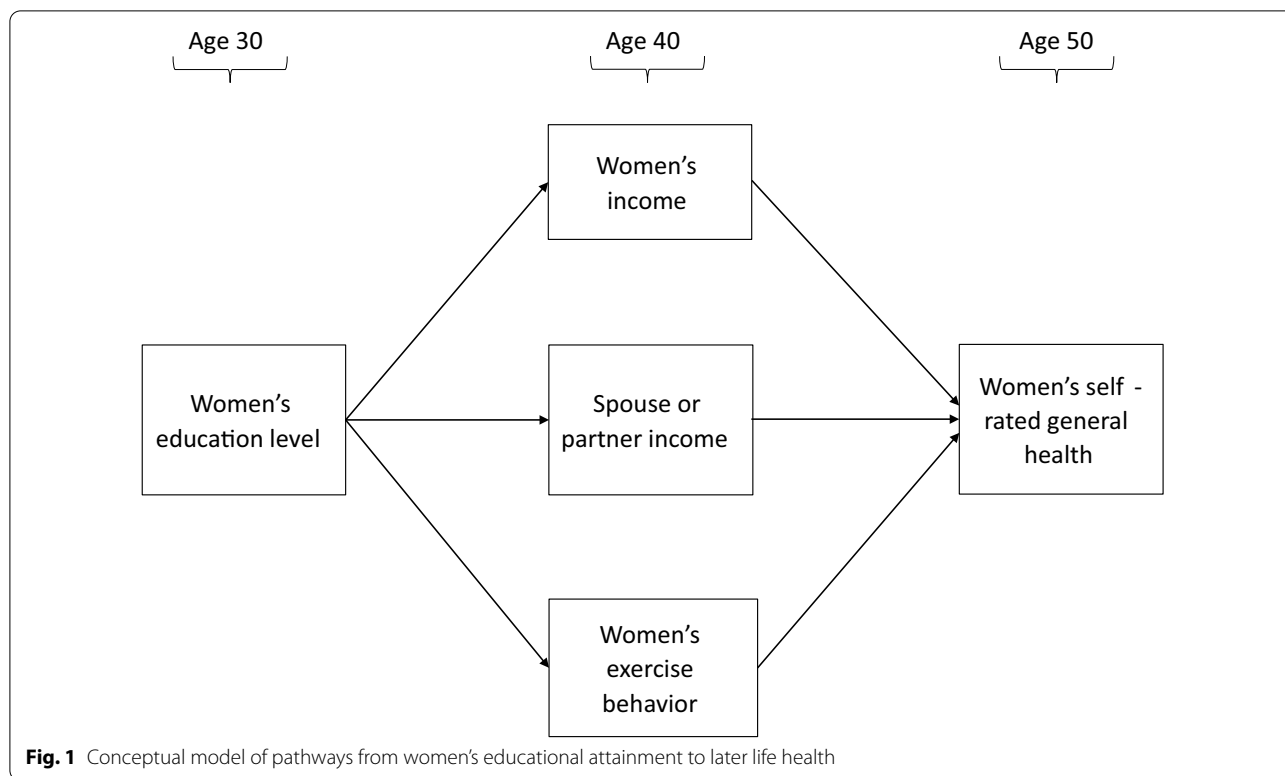 Age 30
Age 40
Age 50
Women's
income
Women's
education level
Spouse or
partner income
Women's self -
rated general
health
Women's
exercise
behavior
Fig. 1 Conceptual model of pathways from women's educational attainment to later life health